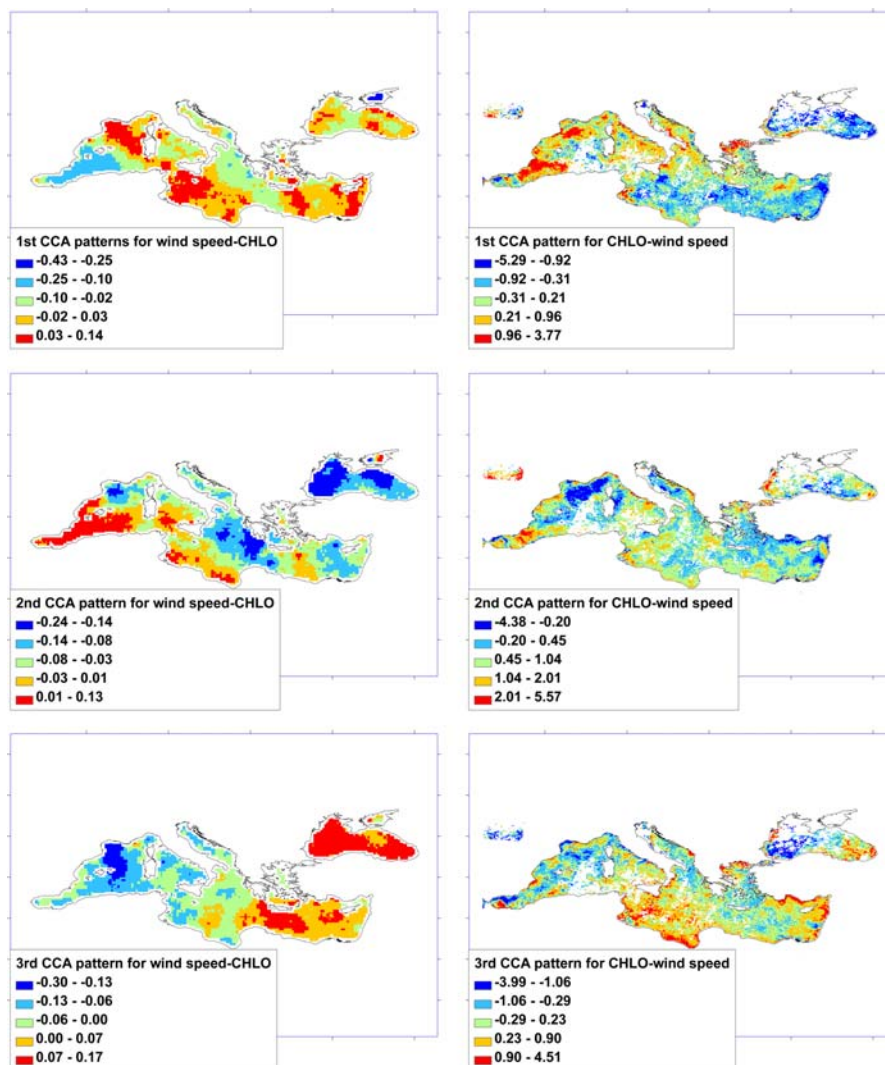 1st CCA patterns for wind speed-CHLO
-0.43 - -0.25
-0.25 - -0.10
-0.10 - -0.02
-0.02 - 0.03
0.03 - 0.14
1st CCA pattern for CHLO-wind speed
-5.29 - -0.92
-0.92 - -0.31
-0.31 - 0.21
0.21 - 0.96
0.96 - 3.77
2nd CCA pattern for wind speed-CHLO
-0.24 - -0.14
-0.14 - -0.08
-0.08 - -0.03
-0.03 - 0.01
0.01 - 0.13
2nd CCA pattern for CHLO-wind speed
-4.38 - -0.20
-0.20 - 0.45
0.45 - 1.04
1.04 - 2.01
2.01 - 5.57
3rd CCA pattern for wind speed-CHLO
-0.30 - -0.13
-0.13 - -0.06
-0.06 - 0.00
0.00 - 0.07
0.07 - 0.17
3rd CCA pattern for CHLO-wind speed
-3.99 - -1.06
-1.06 - -0.29
-0.29 - 0.23
0.23 - 0.90
0.90 - 4.51